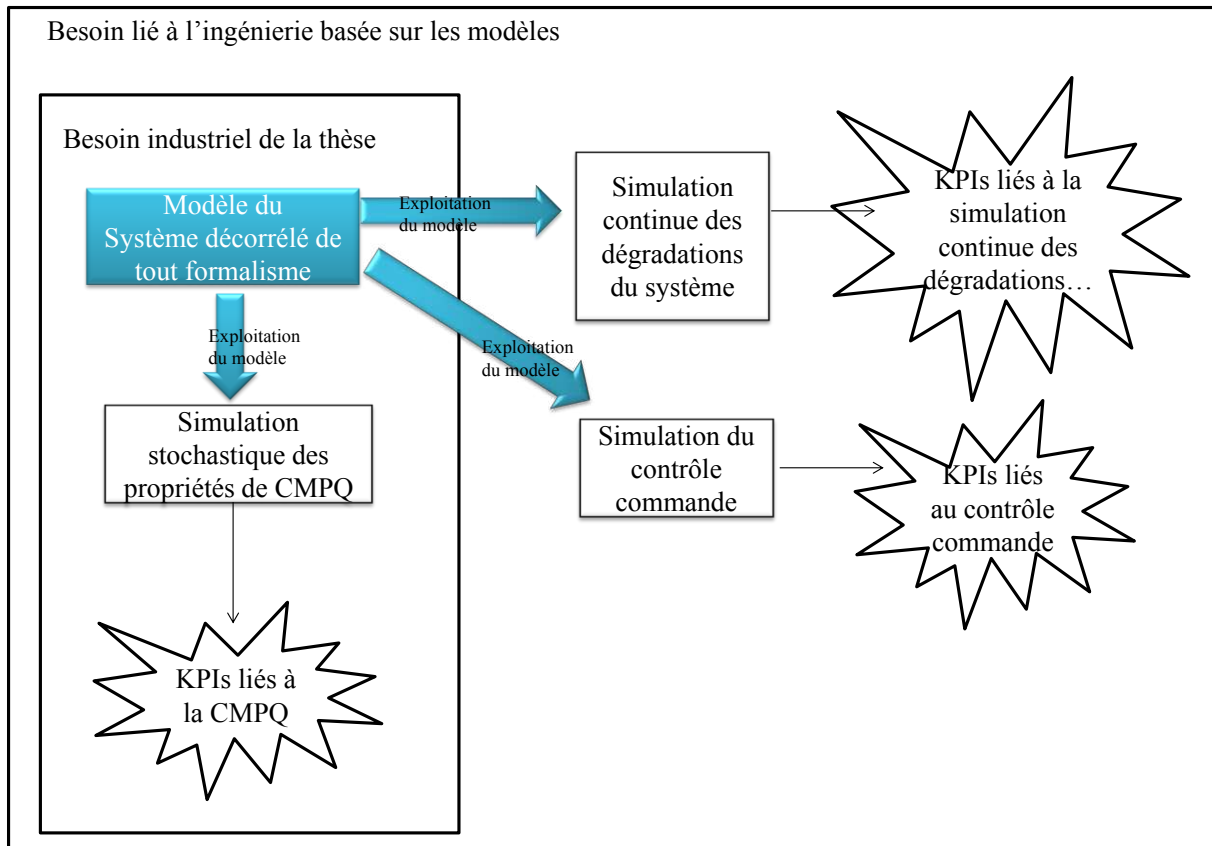 Besoin lié à l’ingénierie basée sur les modèles
Besoin industriel de la thèse
Modèle du
Système décorrélé de
tout formalisme
Exploitation
du modèle
Simulation
continue des
dégradations
du système
KPIs liés à la
simulation
continue des
dégradations…
Exploitation
du modèle
Exploitation
du modèle
Simulation
stochastique des
propriétés de CMPQ
Simulation du
contrôle
commande
KPIs liés
au contrôle
commande
KPIs liés à
la CMPQ